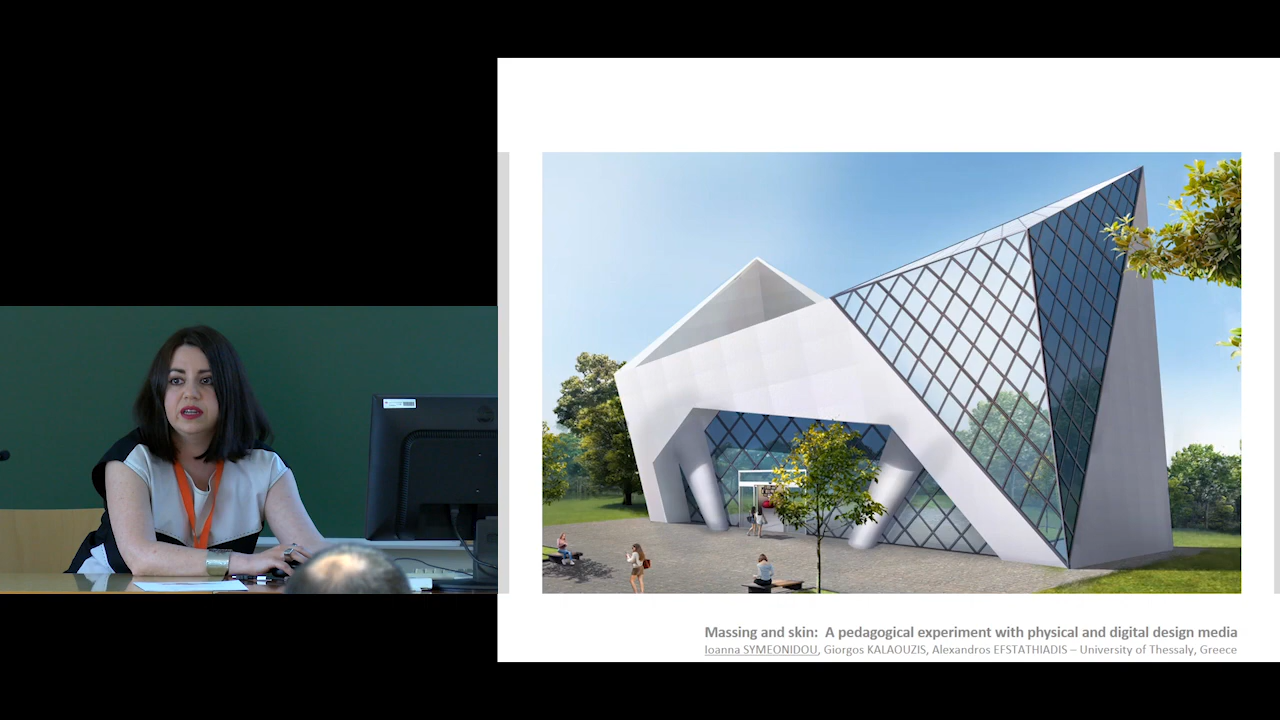 Massing and skin: A pedagogical experiment with physical and digital design media
Ioanna SYMEONIDOU, Giorgos KALAOUZIS, Alexandros EFSTATHIADIS – University of Thessaly, Greece